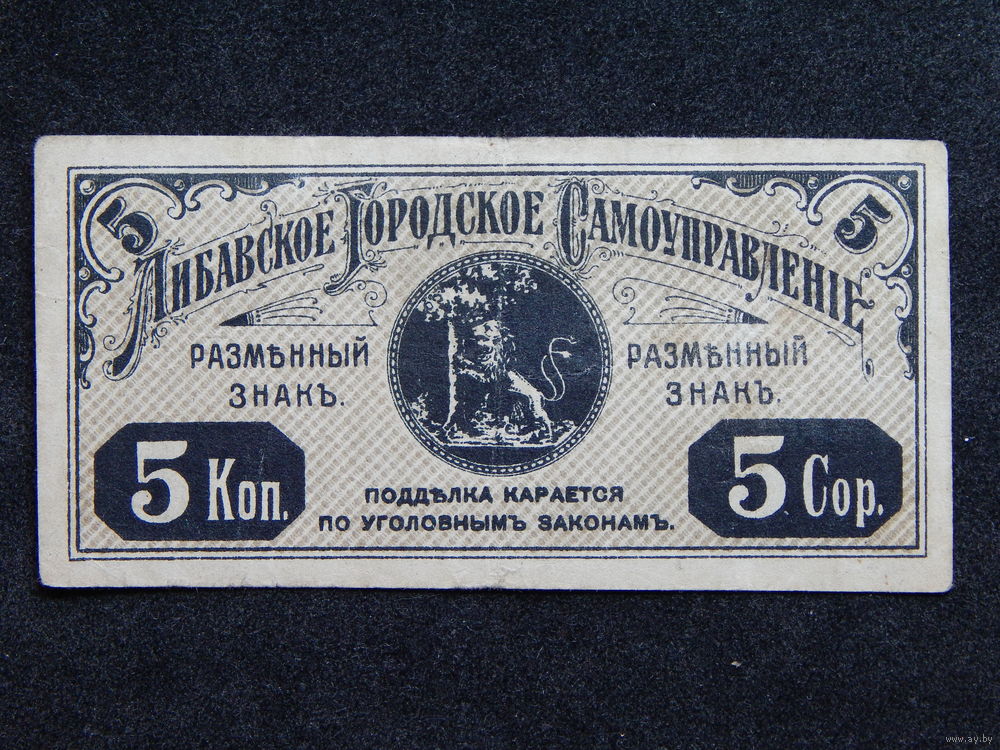 5 5
Либавское Городское Самоуправленіе
РАЗМѢННЫЙ РАЗМѢННЫЙ
ЗНАКЪ. ЗНАКЪ.
5 Коп. 5 Cop.
ПОДДѢЛКА КАРАЕТСЯ
ПО УГОЛОВНЫМЪ ЗАКОНАМЪ.
www.ay.by